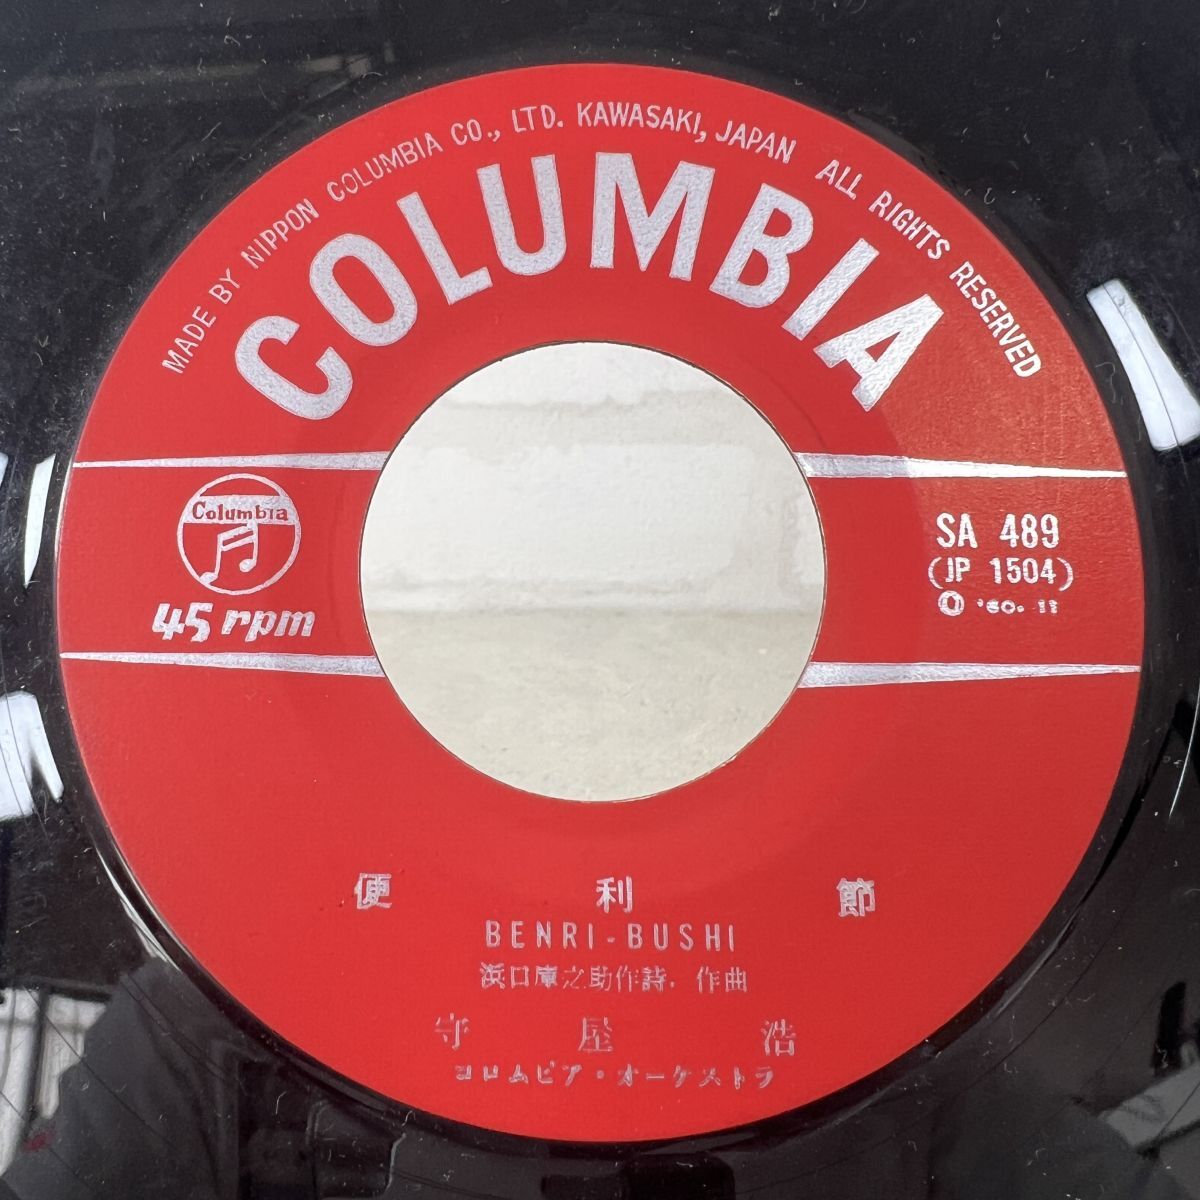 MADE BY NIPPON COLUMBIA CO., LTD. KAWASAKI, JAPAN ALL RIGHTS RESERVED
COLUMBIA
Columbia
45 rpm
SA 489
(JP 1504)
Ⓟ '60. 11
便利節
BENRI-BUSHI
浜口庫之助作詩．作曲
守屋浩
コロムビア・オーケストラ